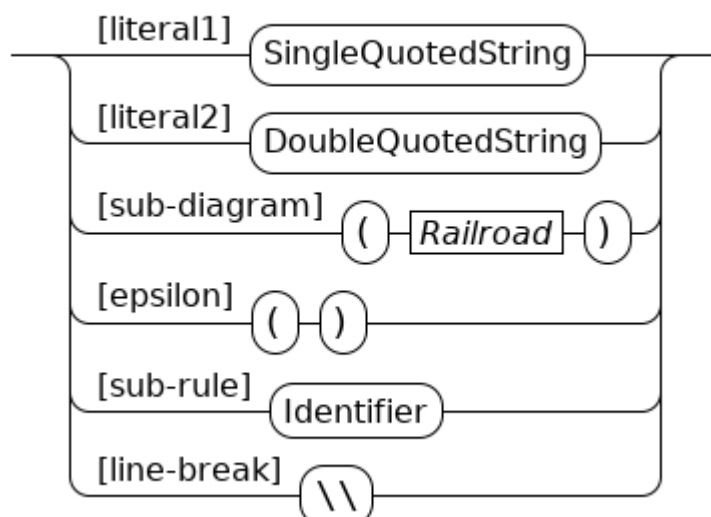 [literal1] SingleQuotedString
[literal2] DoubleQuotedString
[sub-diagram] ( Railroad )
[epsilon] ( )
[sub-rule] Identifier
[line-break] \\